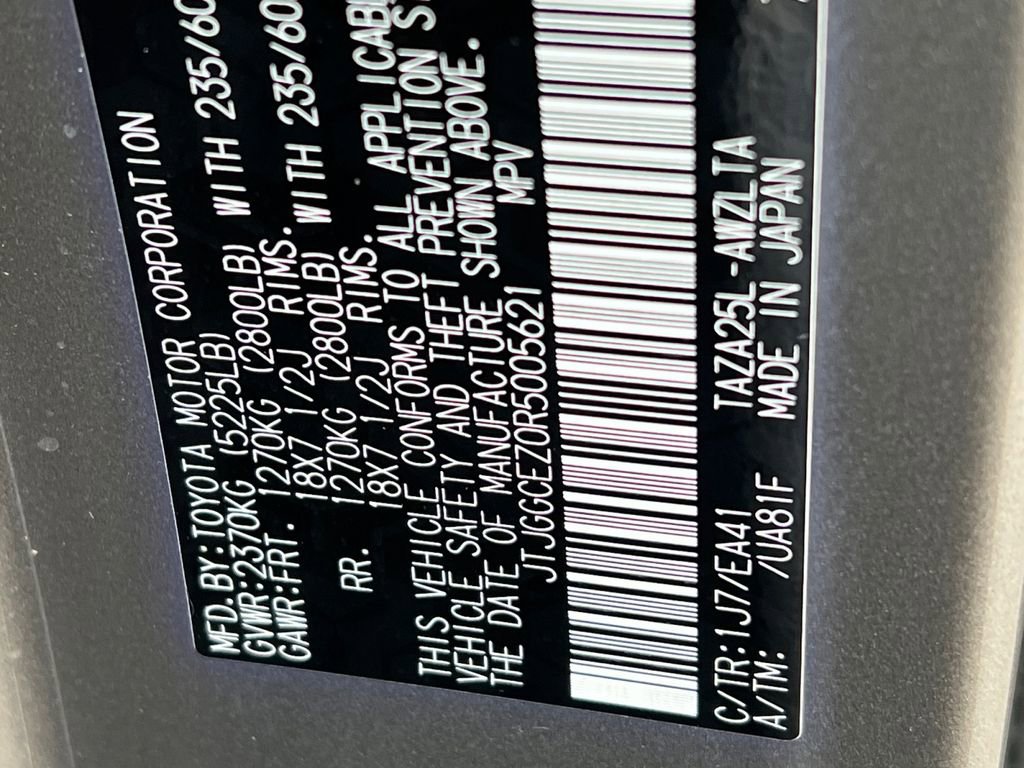 MFD.BY:TOYOTA MOTOR CORPORATION
GVWR:2370KG (5225LB)
GAWR:FRT. 1270KG (2800LB) WITH 235/60
18X7 1/2J RIMS.
RR. 1270KG (2800LB) WITH 235/60
18X7 1/2J RIMS.
THIS VEHICLE CONFORMS TO ALL APPLICABL
VEHICLE SAFETY AND THEFT PREVENTION S
THE DATE OF MANUFACTURE SHOWN ABOVE.
JTJGGCEZ0R5005621 MPV
C/TR:1J7/EA41 TAZA25L-AWZLTA
A/TM: /UA81F MADE IN JAPAN